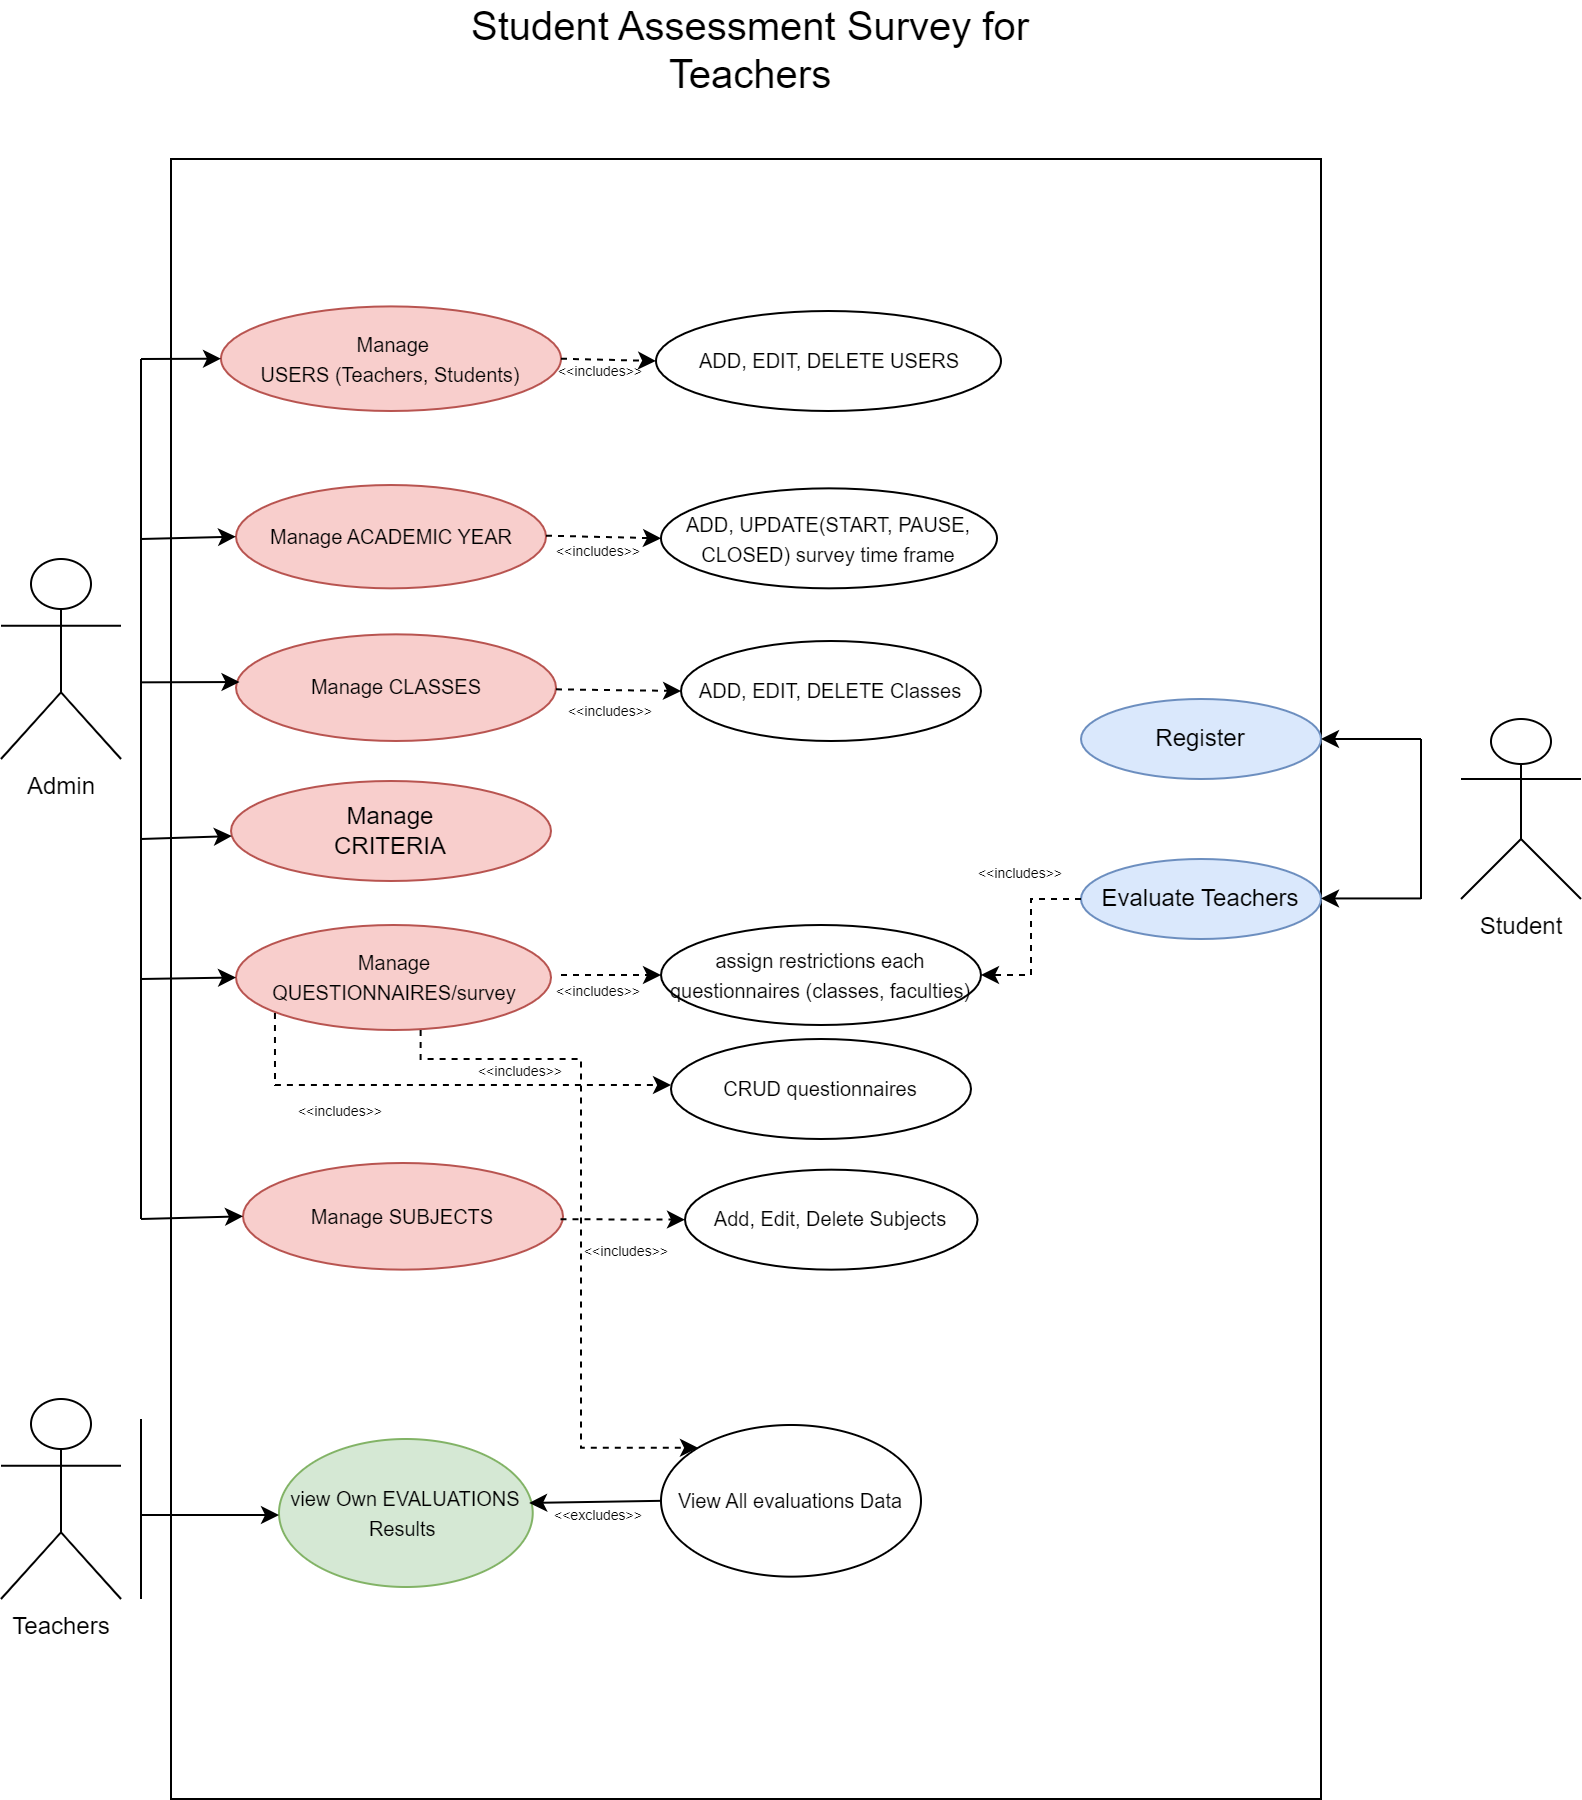 Student Assessment Survey for
Teachers
Manage
USERS (Teachers, Students)
<<includes>>
ADD, EDIT, DELETE USERS
Manage ACADEMIC YEAR
<<includes>>
ADD, UPDATE(START, PAUSE,
CLOSED) survey time frame
Manage CLASSES
<<includes>>
ADD, EDIT, DELETE Classes
Admin
Register
Manage
CRITERIA
<<includes>>
Evaluate Teachers
Student
Manage
QUESTIONNAIRES/survey
<<includes>>
assign restrictions each
questionnaires (classes, faculties)
<<includes>>
<<includes>>
CRUD questionnaires
Manage SUBJECTS
<<includes>>
Add, Edit, Delete Subjects
view Own EVALUATIONS
Results
<<excludes>>
View All evaluations Data
Teachers